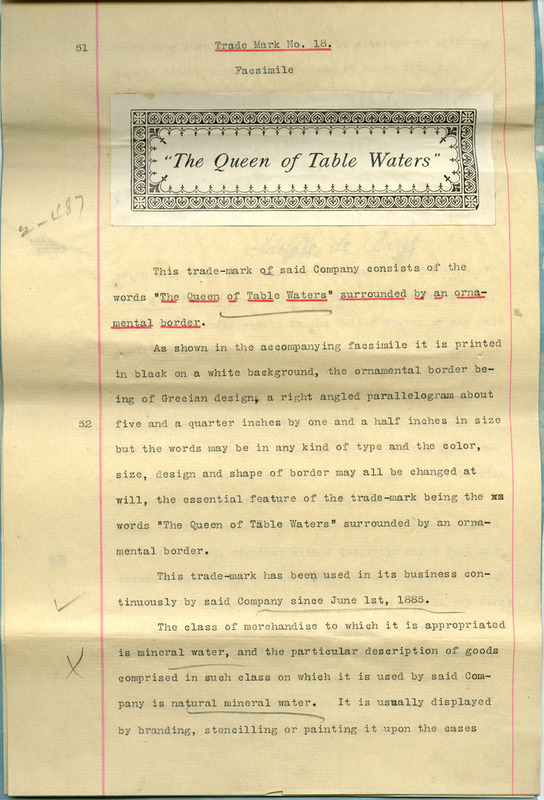 51
Trade Mark No. 18.
Facsimile
"The Queen of Table Waters"
2-487
This trade-mark of said Company consists of the
words "The Queen of Table Waters" surrounded by an orna-
mental border.
As shown in the accompanying facsimile it is printed
in black on a white background, the ornamental border be-
ing of Grecian design, a right angled parallelogram about
52 five and a quarter inches by one and a half inches in size
but the words may be in any kind of type and the color,
size, design and shape of border may all be changed at
will, the essential feature of the trade-mark being the xx
words "The Queen of Table Waters" surrounded by an orna-
mental border.
This trade-mark has been used in its business con-
tinuously by said Company since June 1st, 1885.
The class of merchandise to which it is appropriated
X is mineral water, and the particular description of goods
comprised in such class on which it is used by said Com-
pany is natural mineral water. It is usually displayed
by branding, stencilling or painting it upon the cases